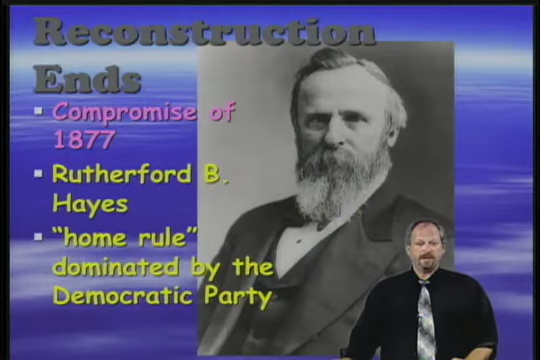 Reconstruction
Ends
Compromise of
1877
Rutherford B.
Hayes
"home rule"
dominated by the
Democratic Party